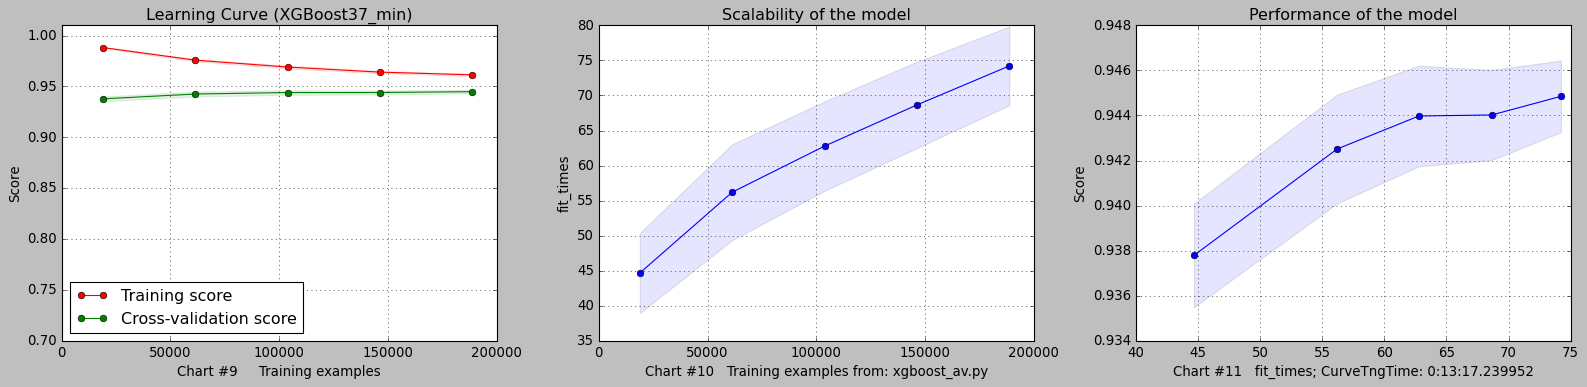 Learning Curve (XGBoost37_min)
1.00
0.95
0.90
0.85
0.80
0.75
0.70
Score
Training score
Cross-validation score
0 50000 100000 150000 200000
Chart #9 Training examples
Scalability of the model
80
75
70
65
60
55
50
45
40
35
fit_times
0 50000 100000 150000 200000
Chart #10 Training examples from: xgboost_av.py
Performance of the model
0.948
0.946
0.944
0.942
0.940
0.938
0.936
0.934
Score
40 45 50 55 60 65 70 75
Chart #11 fit_times; CurveTngTime: 0:13:17.239952